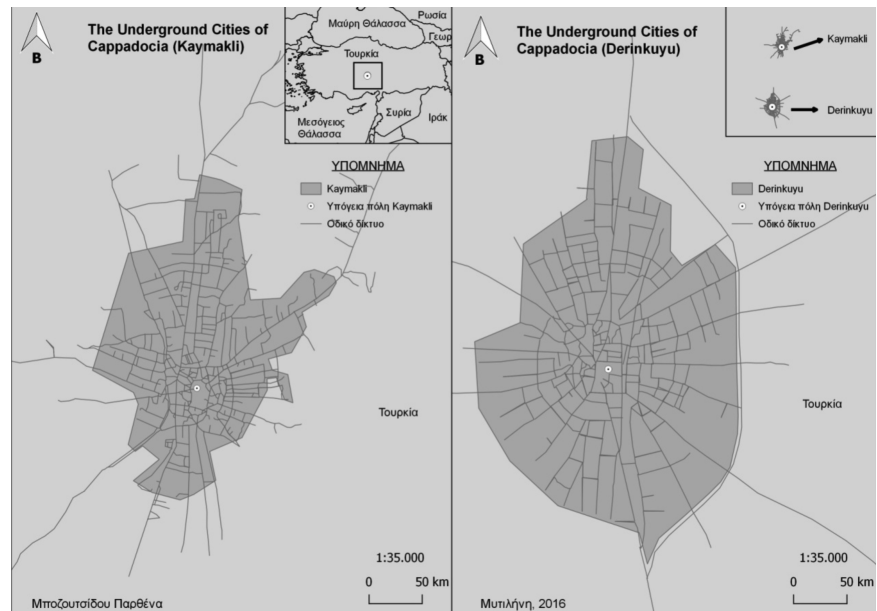 B
The Underground Cities of
Cappadocia (Kaymakli)
Ρωσία
Μαύρη Θάλασσα
Γεωρ
Τουρκία
Συρία
Ιράκ
Μεσόγειος
Θάλασσα
ΥΠΟΜΝΗΜΑ
Kaymakli
Υπόγεια πόλη Kaymakli
Οδικό δίκτυο
Τουρκία
1:35.000
0 50 km
Μποζουτσίδου Παρθένα
B
The Underground Cities of
Cappadocia (Derinkuyu)
Kaymakli
Derinkuyu
ΥΠΟΜΝΗΜΑ
Derinkuyu
Υπόγεια πόλη Derinkuyu
Οδικό δίκτυο
Τουρκία
1:35.000
0 50 km
Μυτιλήνη, 2016